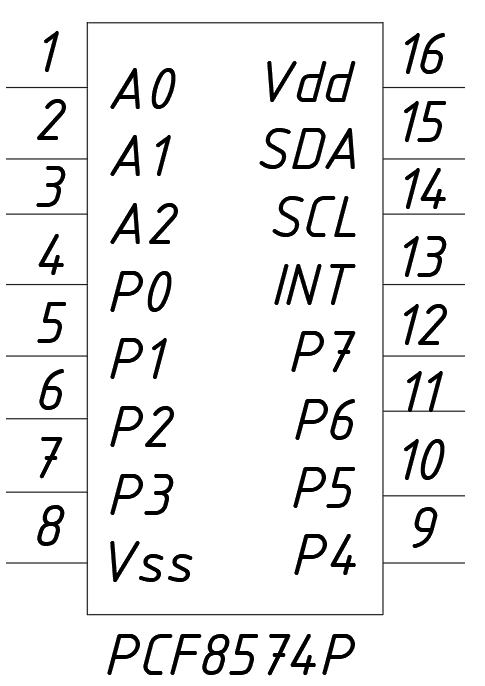 1 A0 Vdd 16
2 A1 SDA 15
3 A2 SCL 14
4 P0 INT 13
5 P1 P7 12
6 P2 P6 11
7 P3 P5 10
8 Vss P4 9
PCF8574P